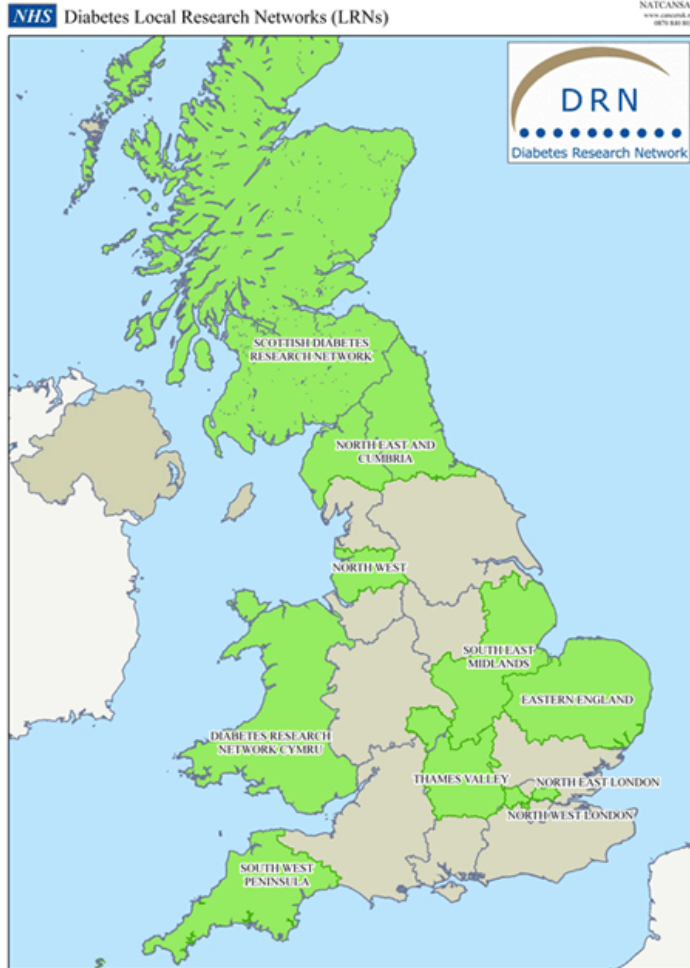 NHS Diabetes Local Research Networks (LRNs)
NATCANSA
DRN
Diabetes Research Network
SCOTTISH DIABETES
RESEARCH NETWORK
NORTH EAST AND
CUMBRIA
NORTH WEST
SOUTH EAST
MIDLANDS
EASTERN ENGLAND
DIABETES RESEARCH
NETWORK CYMRU
THAMES VALLEY
NORTH EAST LONDON
NORTH WEST LONDON
SOUTH WEST
PENINSULA